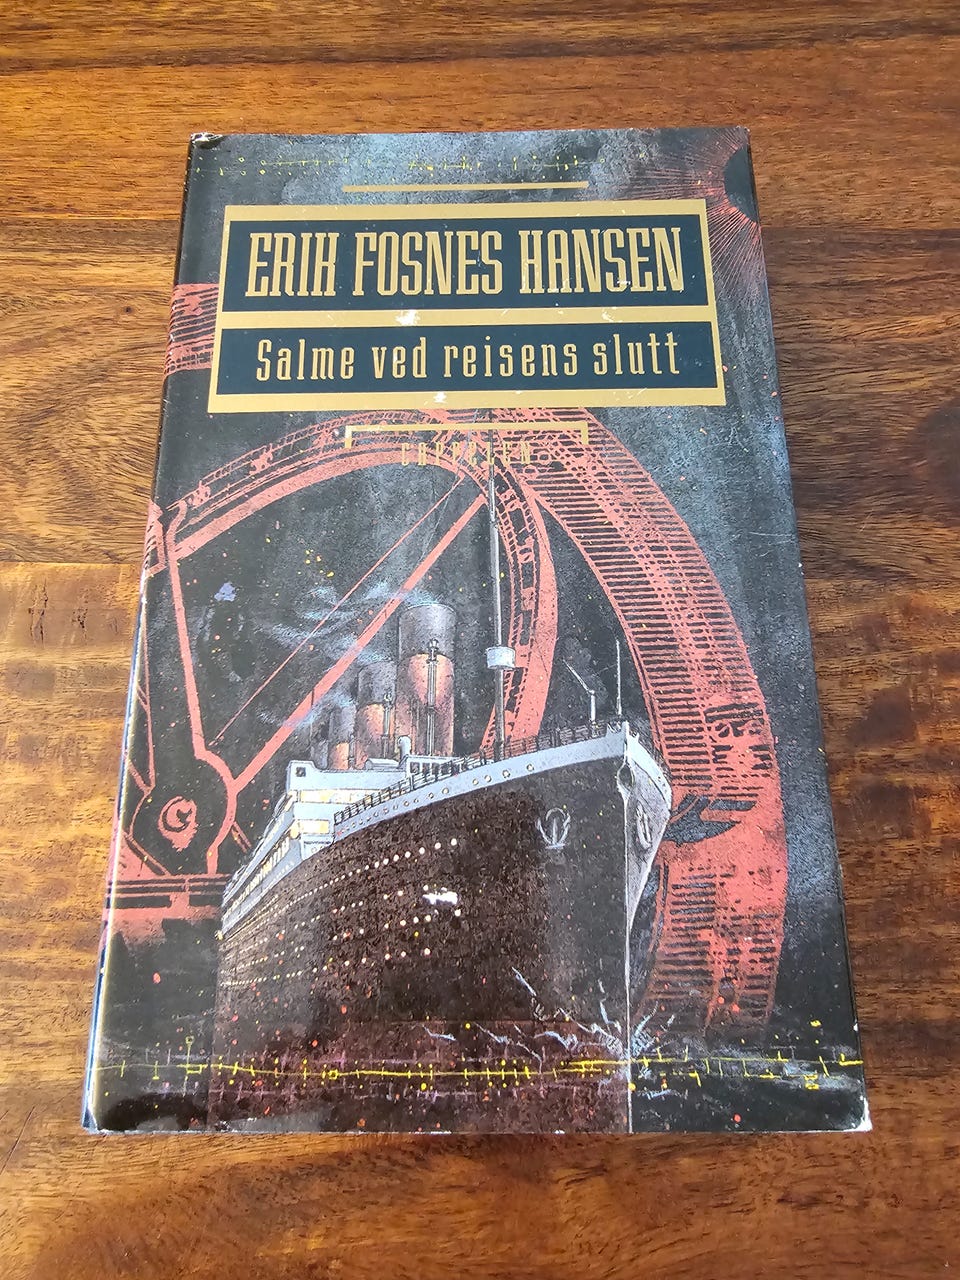 ERIK FOSNES HANSEN
Salme ved reisens slutt
CAPPELEN